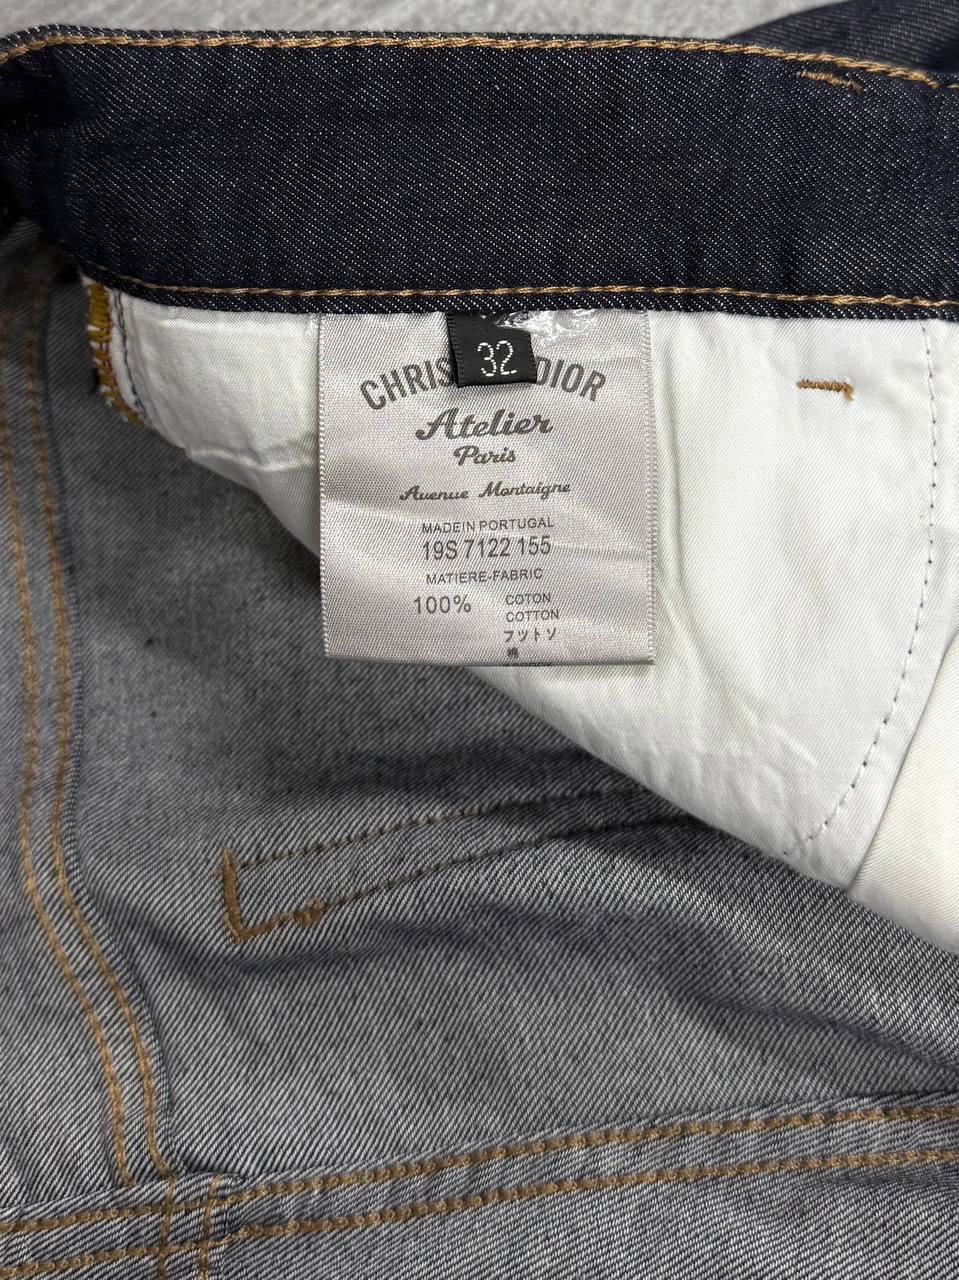 32
CHRIS DIOR
Atelier
Paris
Avenue Montaigne
MADEIN PORTUGAL
19S 7122 155
MATIERE-FABRIC
100% COTON
COTTON
フットソ
棉